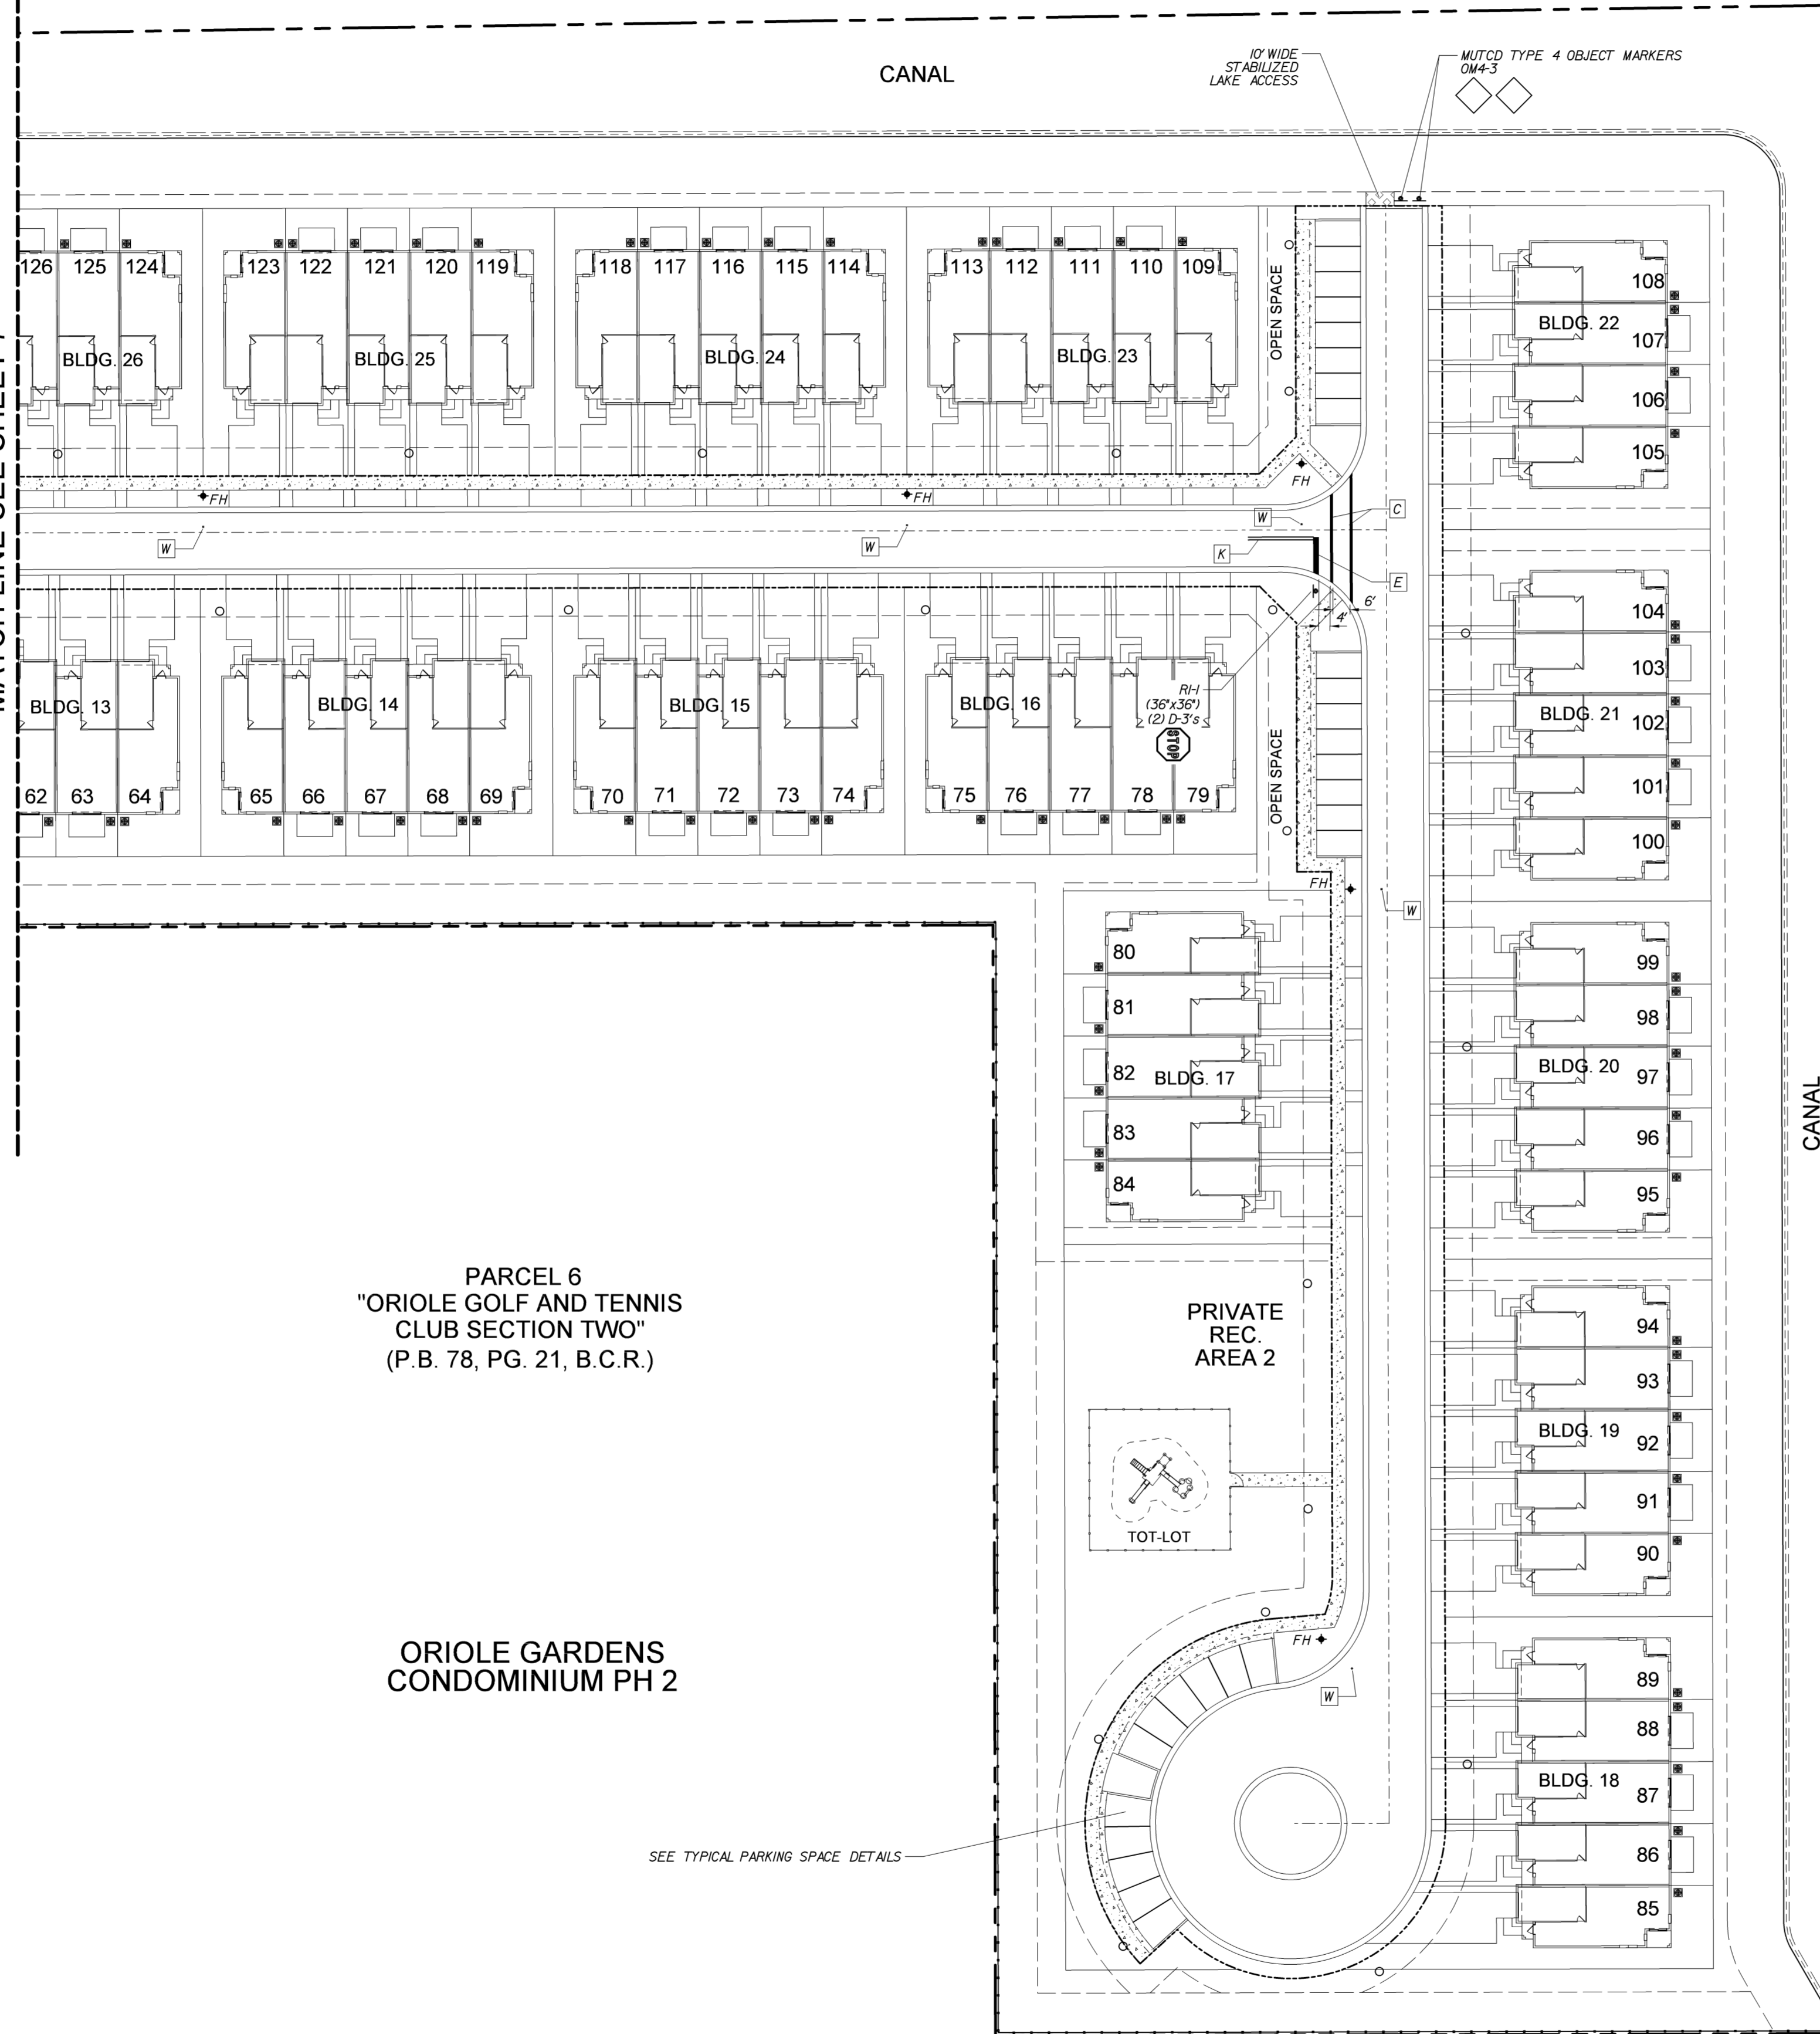 CANAL
10' WIDE
STABILIZED
LAKE ACCESS
MUTCD TYPE 4 OBJECT MARKERS
OM4-3
126 125 124 123 122 121 120 119 118 117 116 115 114 113 112 111 110 109
BLDG. 26 BLDG. 25 BLDG. 24 BLDG. 23
OPEN SPACE
108
BLDG. 22
107
106
105
FH FH FH
W W W C
K E
6'
4'
104
103
BLDG. 21 102
101
100
BLDG. 13 BLDG. 14 BLDG. 15 BLDG. 16
R1-1
(36"x36")
(2) D-3's
STOP
OPEN SPACE
62 63 64 65 66 67 68 69 70 71 72 73 74 75 76 77 78 79
FH
W
80
81
82 BLDG. 17
83
84
99
98
BLDG. 20 97
96
95
CANAL
PARCEL 6
"ORIOLE GOLF AND TENNIS
CLUB SECTION TWO"
(P.B. 78, PG. 21, B.C.R.)
PRIVATE
REC.
AREA 2
TOT-LOT
94
93
BLDG. 19 92
91
90
ORIOLE GARDENS
CONDOMINIUM PH 2
FH
W
89
88
BLDG. 18 87
86
85
SEE TYPICAL PARKING SPACE DETAILS